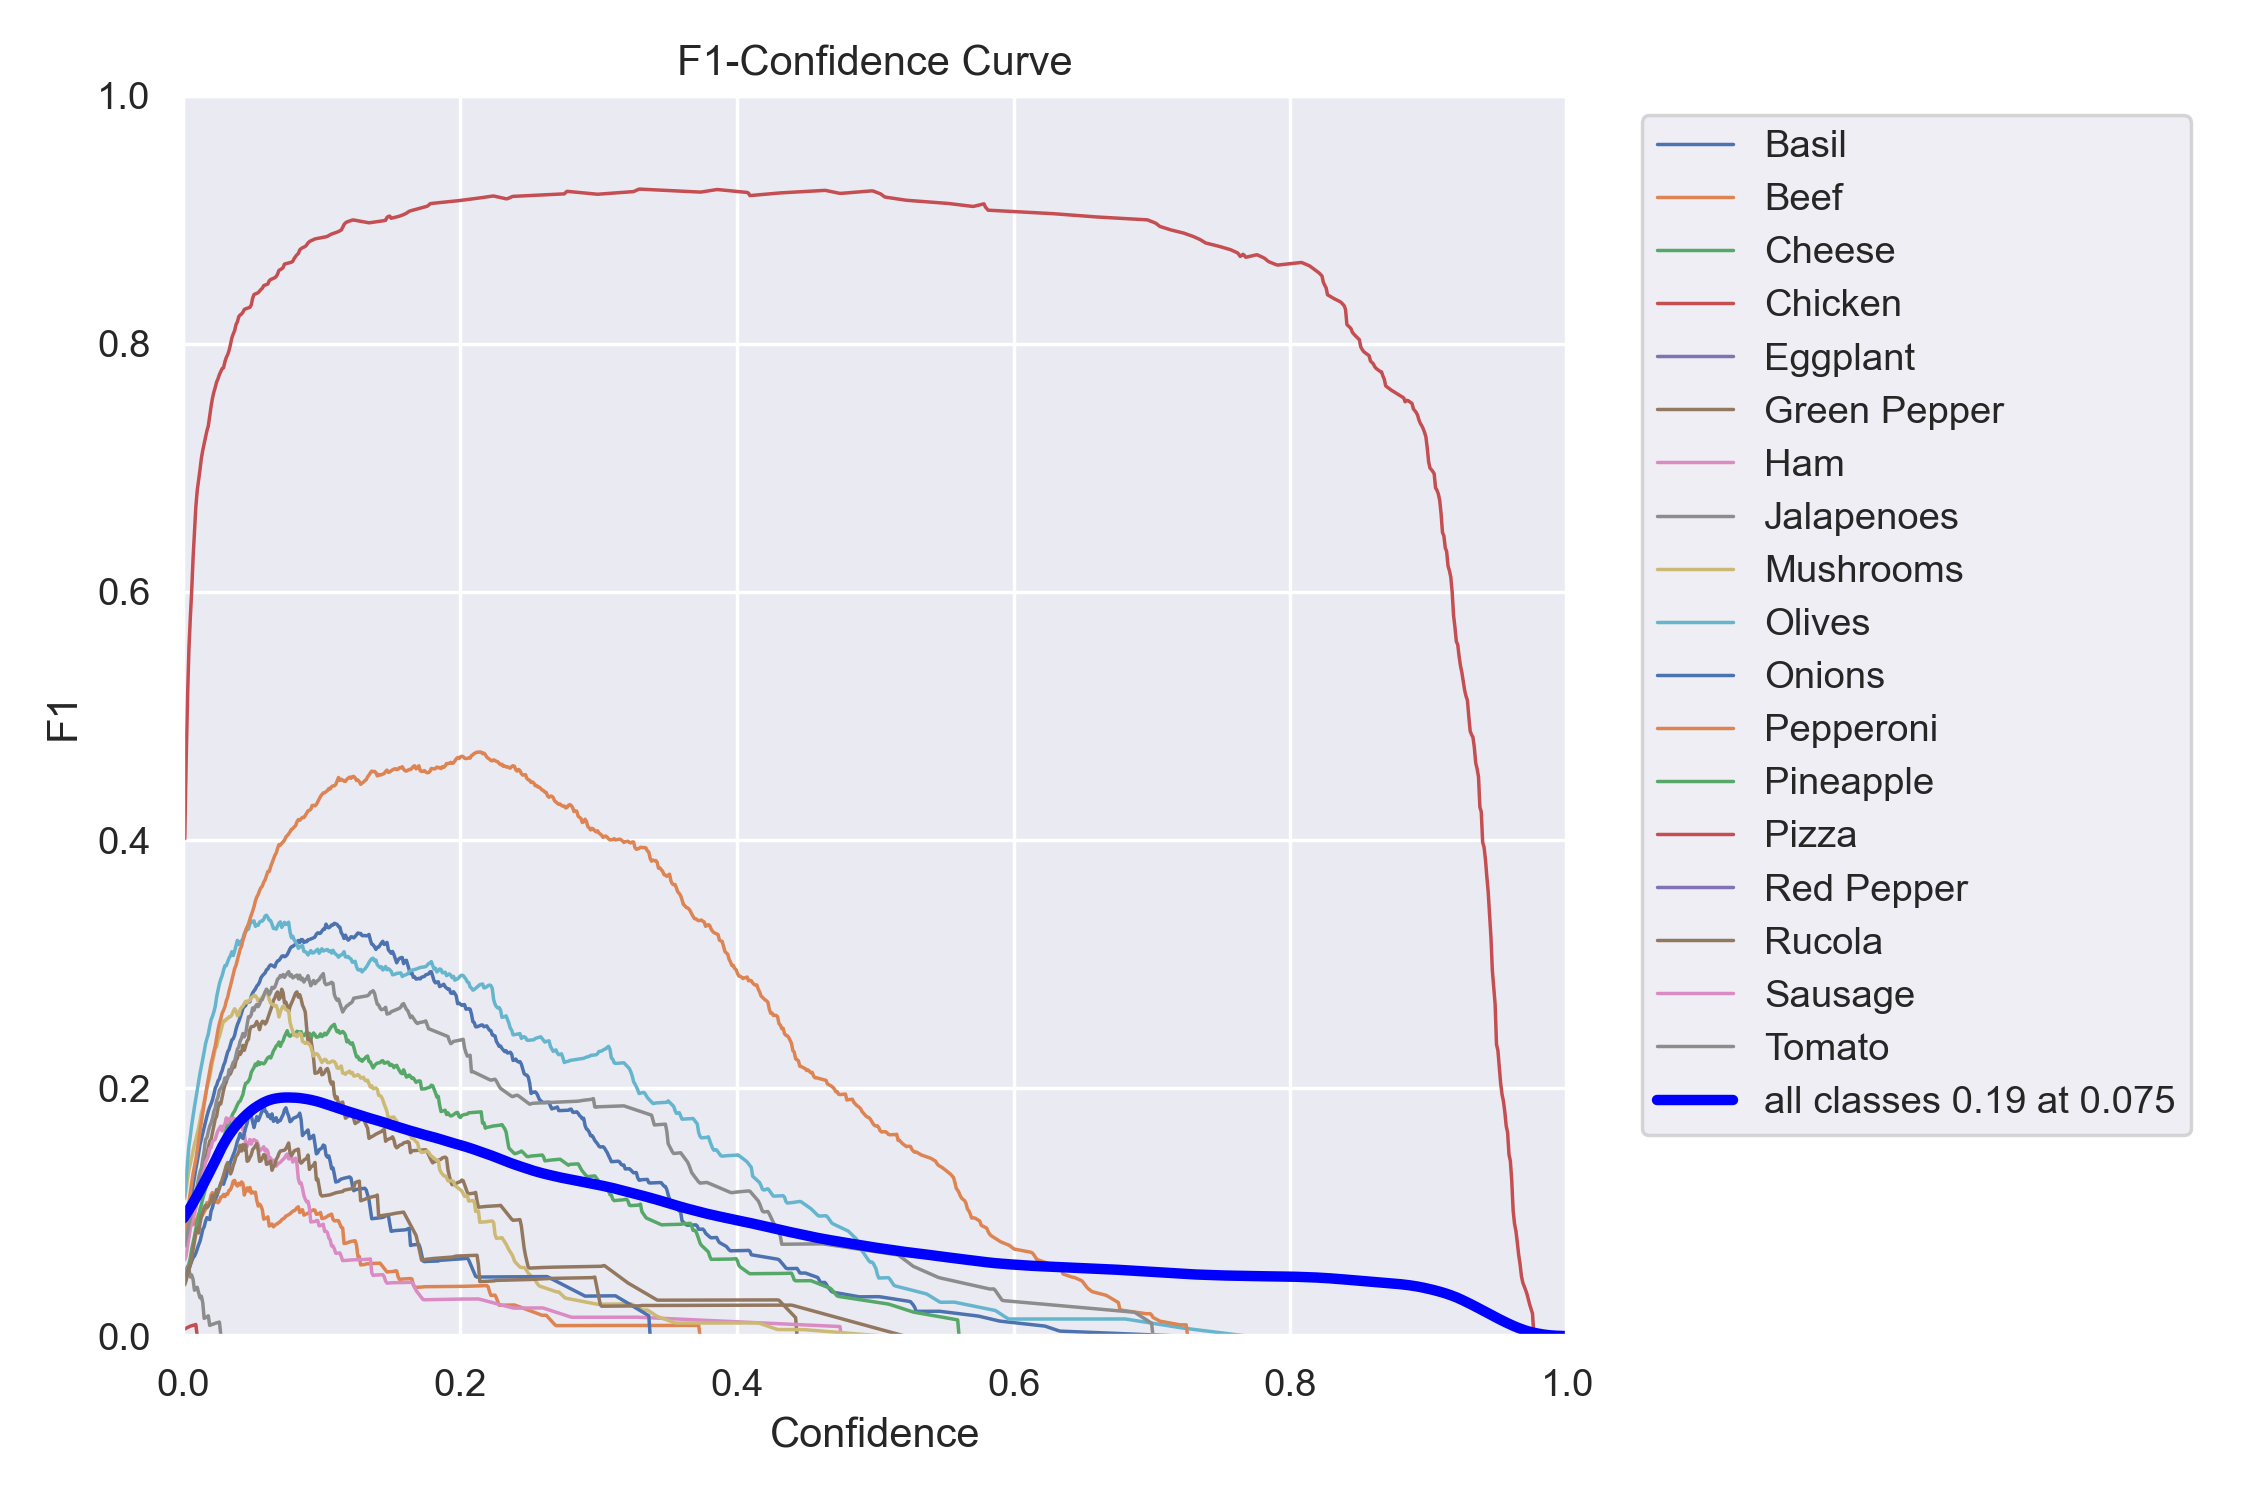 F1-Confidence Curve
1.0
0.8
0.6
0.4
0.2
0.0
F1
0.0 0.2 0.4 0.6 0.8 1.0
Confidence
Basil
Beef
Cheese
Chicken
Eggplant
Green Pepper
Ham
Jalapenoes
Mushrooms
Olives
Onions
Pepperoni
Pineapple
Pizza
Red Pepper
Rucola
Sausage
Tomato
all classes 0.19 at 0.075